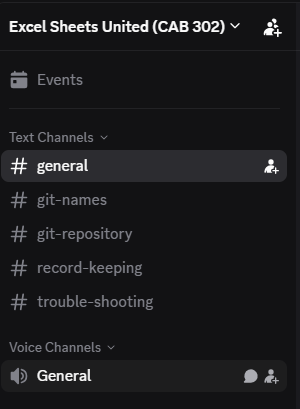 Excel Sheets United (CAB 302)
Events
Text Channels
# general
# git-names
# git-repository
# record-keeping
# trouble-shooting
Voice Channels
General